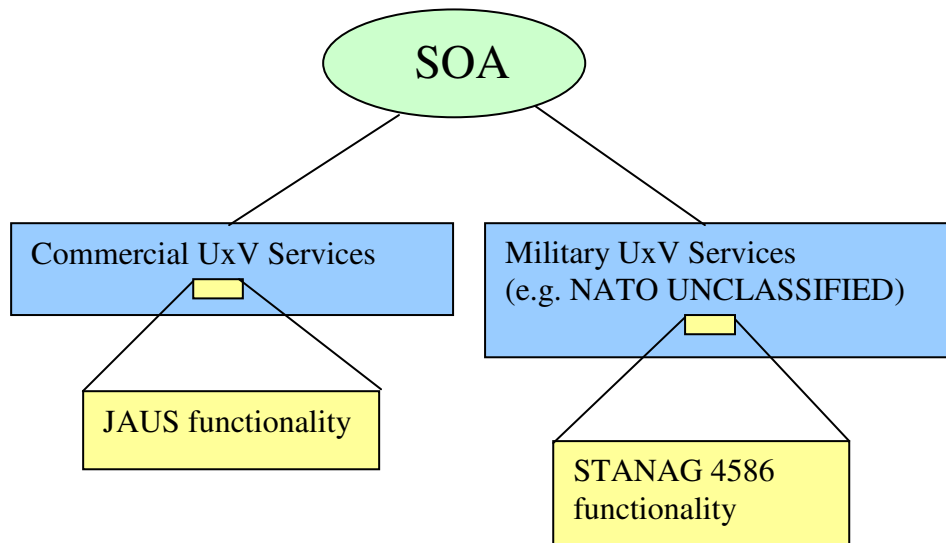 SOA
Commercial UxV Services
Military UxV Services
(e.g. NATO UNCLASSIFIED)
JAUS functionality
STANAG 4586
functionality